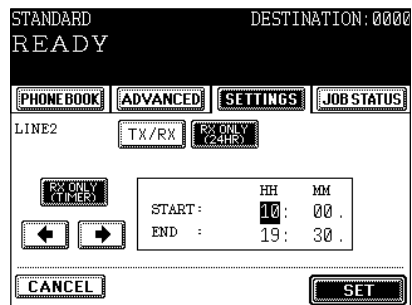 STANDARD DESTINATION:0000
READY
PHONE BOOK ADVANCED SETTINGS JOB STATUS
LINE2 TX/RX RX ONLY (24HR)
RX ONLY (TIMER)
HH MM
START: 10: 00.
END : 19: 30.
CANCEL SET